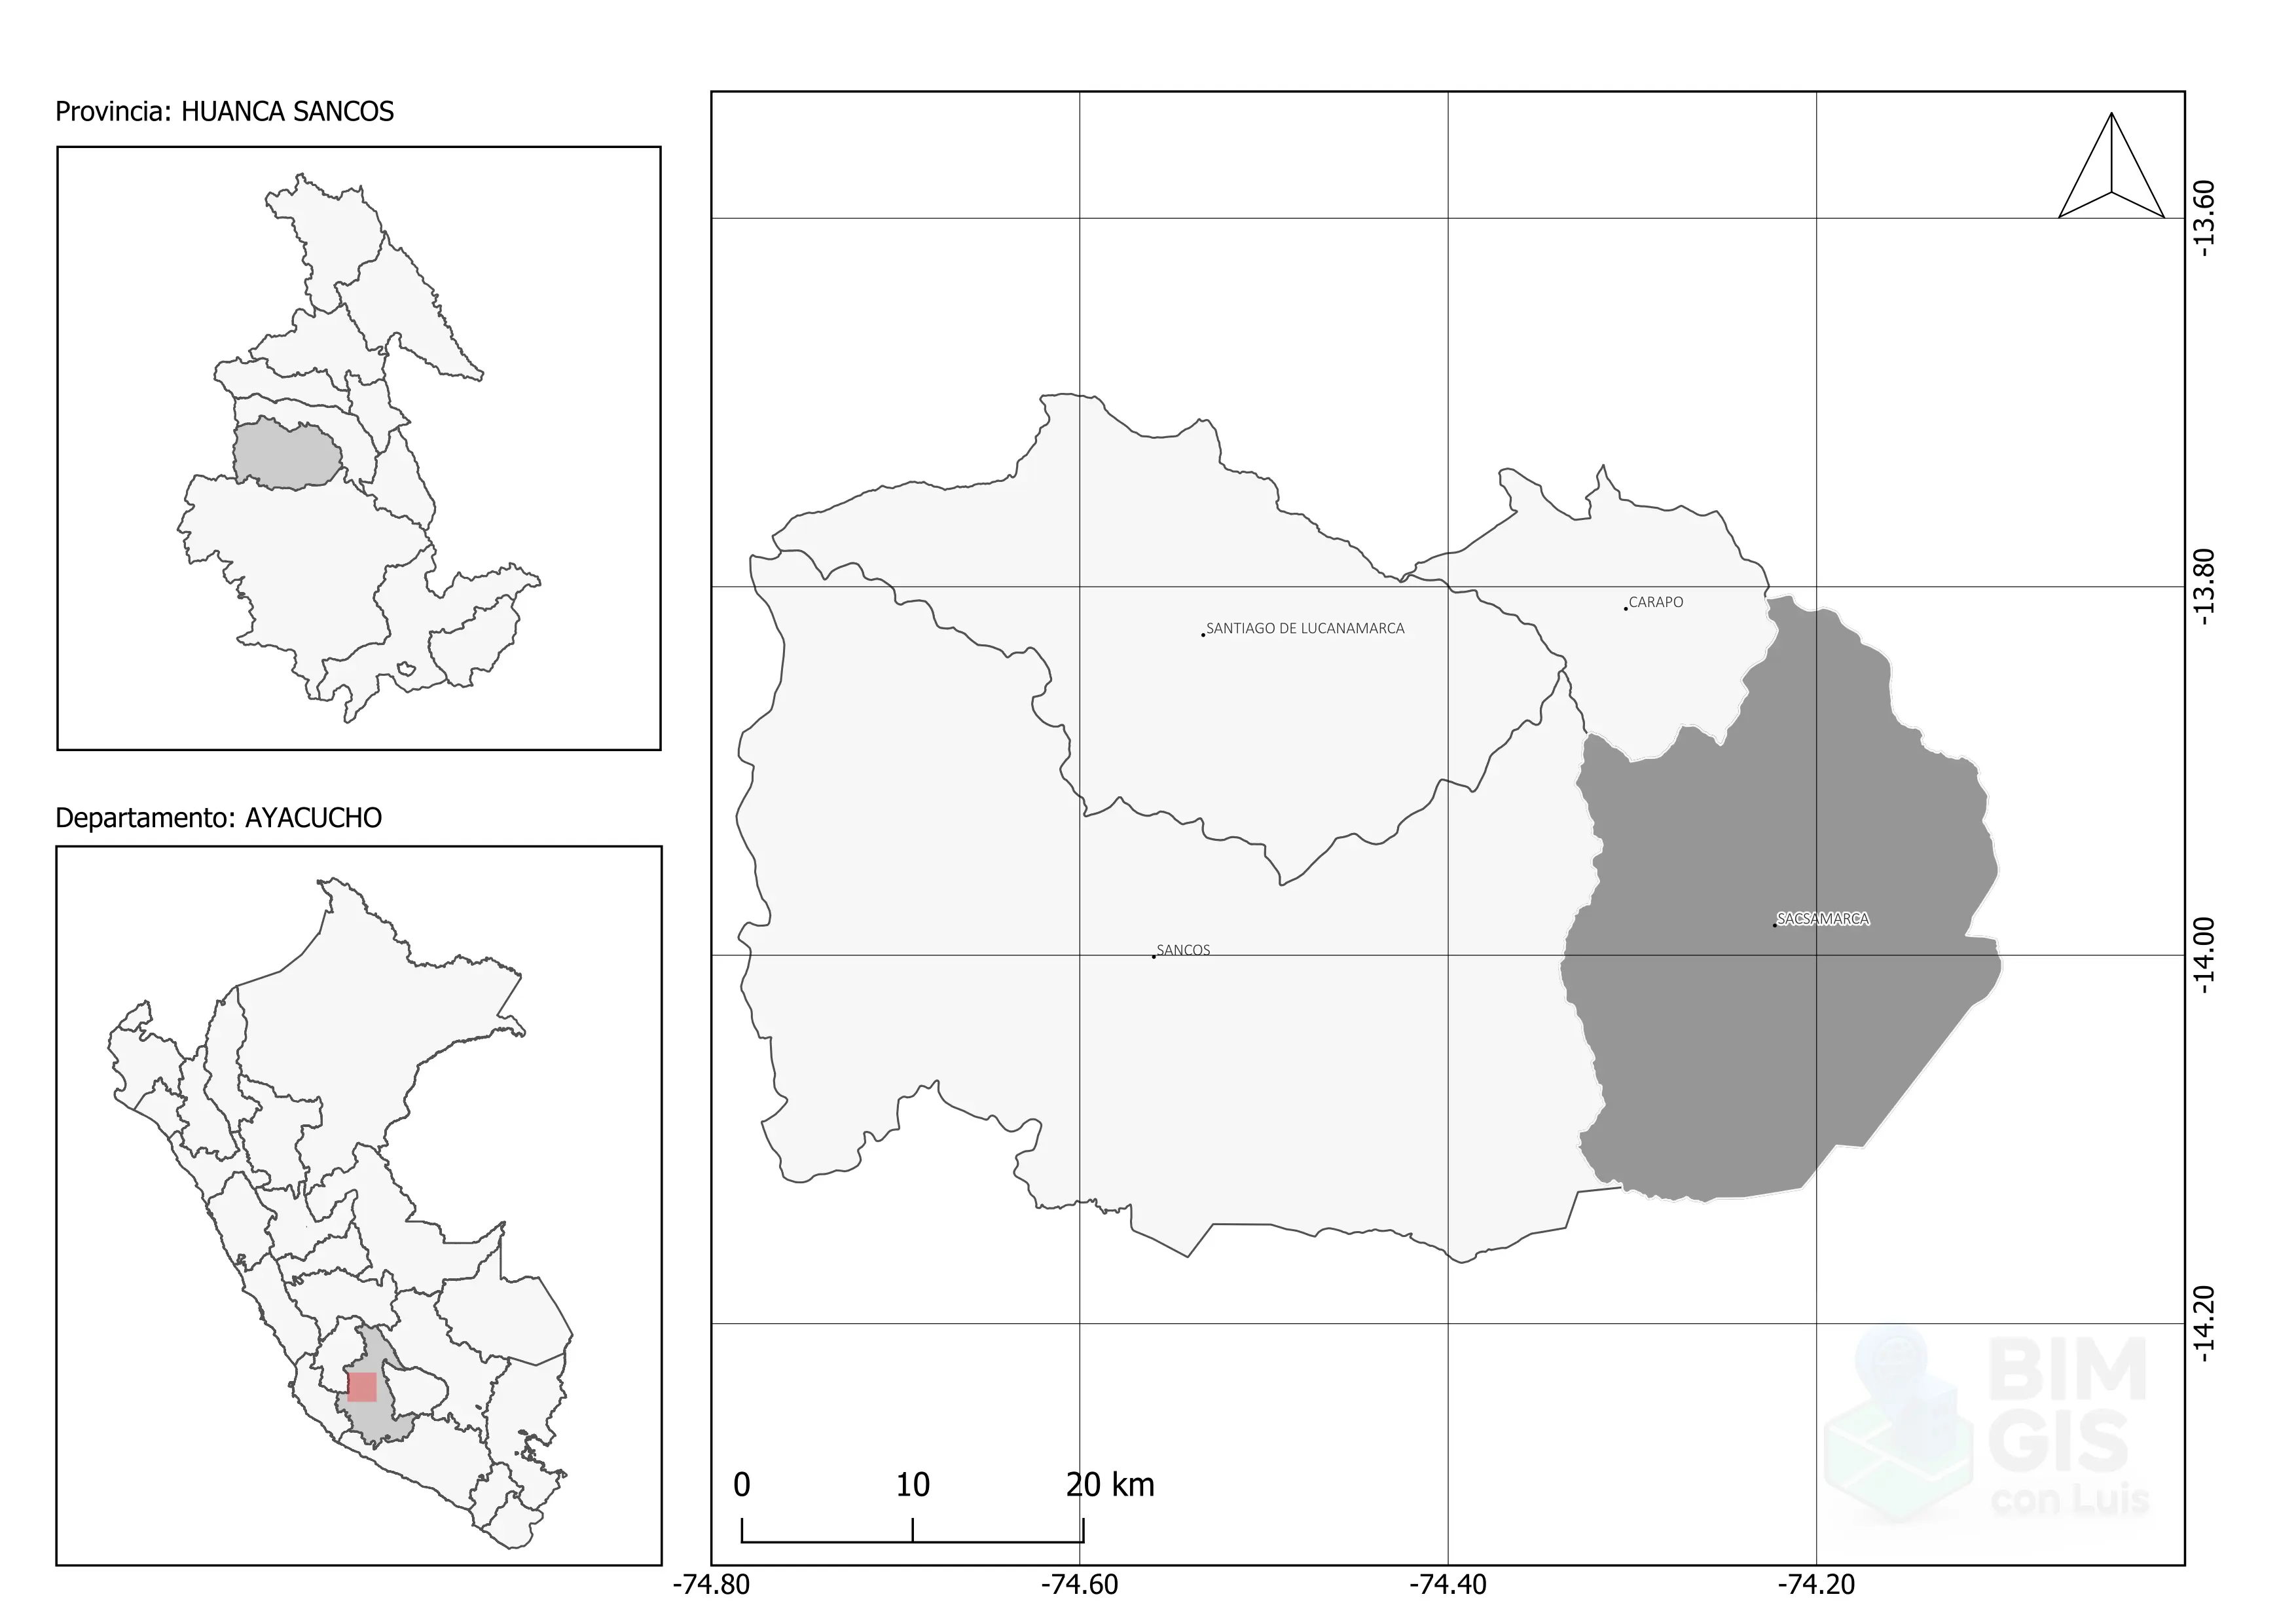 Provincia: HUANCA SANCOS
Departamento: AYACUCHO
-13.60
-13.80
-14.00
-14.20
CARAPO
SANTIAGO DE LUCANAMARCA
SACSAMARCA
SANCOS
0 10 20 km
-74.80 -74.60 -74.40 -74.20
BIM
GIS
con Luis